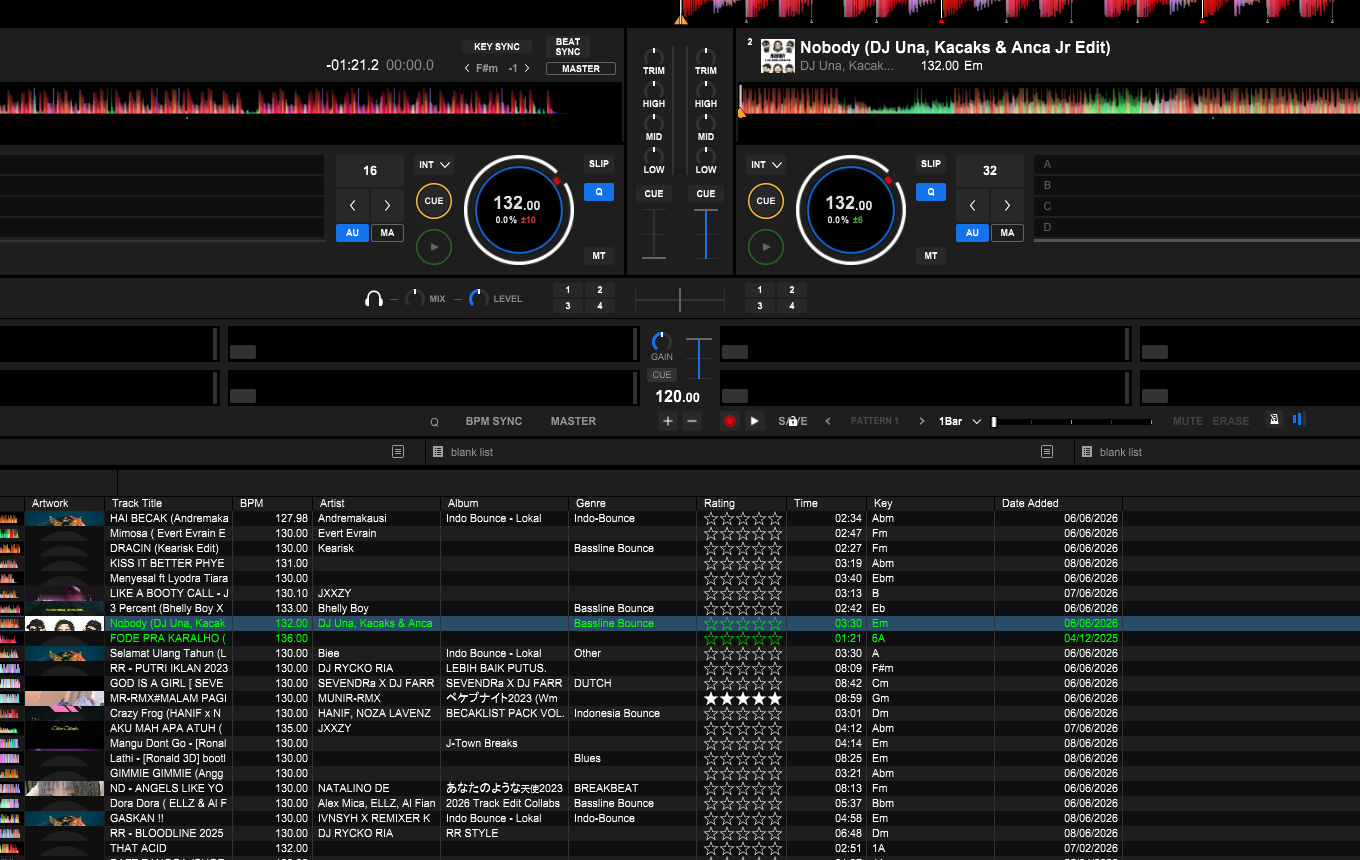 2 Nobody (DJ Una, Kacaks & Anca Jr Edit)
DJ Una, Kacak... 132.00 Em
-01:21.2 00:00.0
KEY SYNC
F#m -1
BEAT SYNC
MASTER
TRIM TRIM
HIGH HIGH
MID MID
LOW LOW
CUE CUE
16
AU MA
INT
CUE
132.00
0.0% ±10
SLIP
Q
MT
INT
CUE
132.00
0.0% ±6
SLIP
Q
MT
32
AU MA
A
B
C
D
MIX LEVEL
1 2
3 4
1 2
3 4
GAIN
CUE
120.00
Q BPM SYNC MASTER SAVE PATTERN 1 1Bar MUTE ERASE
blank list blank list
Artwork Track Title BPM Artist Album Genre Rating Time Key Date Added
HAI BECAK (Andremaka 127.98 Andremakausi Indo Bounce - Lokal Indo-Bounce 02:34 Abm 06/06/2026
Mimosa ( Evert Evrain E 130.00 Evert Evrain 02:47 Fm 06/06/2026
DRACIN (Kearisk Edit) 130.00 Kearisk Bassline Bounce 02:27 Fm 06/06/2026
KISS IT BETTER PHYE 131.00 03:19 Abm 08/06/2026
Menyesal ft Lyodra Tiara 130.00 03:40 Ebm 06/06/2026
LIKE A BOOTY CALL - J 130.10 JXXZY 03:13 B 07/06/2026
3 Percent (Bhelly Boy X 133.00 Bhelly Boy Bassline Bounce 02:42 Eb 06/06/2026
Nobody (DJ Una, Kacak 132.00 DJ Una, Kacaks & Anca Bassline Bounce 03:30 Em 06/06/2026
FODE PRA KARALHO ( 136.00 01:21 6A 04/12/2025
Selamat Ulang Tahun (L 130.00 Biee Indo Bounce - Lokal Other 03:30 A 06/06/2026
RR - PUTRI IKLAN 2023 130.00 DJ RYCKO RIA LEBIH BAIK PUTUS. 08:09 F#m 06/06/2026
GOD IS A GIRL [ SEVE 130.00 SEVENDRa X DJ FARR SEVENDRa X DJ FARR DUTCH 08:42 Cm 06/06/2026
MR-RMX#MALAM PAGI 130.00 MUNIR-RMX ペケプナイト2023 (Wm 08:59 Gm 06/06/2026
Crazy Frog (HANIF x N 130.00 HANIF, NOZA LAVENZ BECAKLIST PACK VOL. Indonesia Bounce 03:01 Dm 06/06/2026
AKU MAH APA ATUH ( 135.00 JXXZY 04:12 Abm 07/06/2026
Mangu Dont Go - [Ronal 130.00 J-Town Breaks 04:14 Em 08/06/2026
Lathi - [Ronald 3D] bootl 130.00 Blues 08:25 Em 08/06/2026
GIMMIE GIMMIE (Angg 130.00 03:21 Abm 06/06/2026
ND - ANGELS LIKE YO 130.00 NATALINO DE あなたのような天使2023 BREAKBEAT 08:13 Fm 06/06/2026
Dora Dora ( ELLZ & Al F 130.00 Alex Mica, ELLZ, Al Fian 2026 Track Edit Collabs Bassline Bounce 05:37 Bbm 06/06/2026
GASKAN !! 130.00 IVNSYH X REMIXER K Indo Bounce - Lokal Indo-Bounce 04:58 Em 08/06/2026
RR - BLOODLINE 2025 130.00 DJ RYCKO RIA RR STYLE 06:48 Dm 08/06/2026
THAT ACID 132.00 02:51 1A 07/02/2026